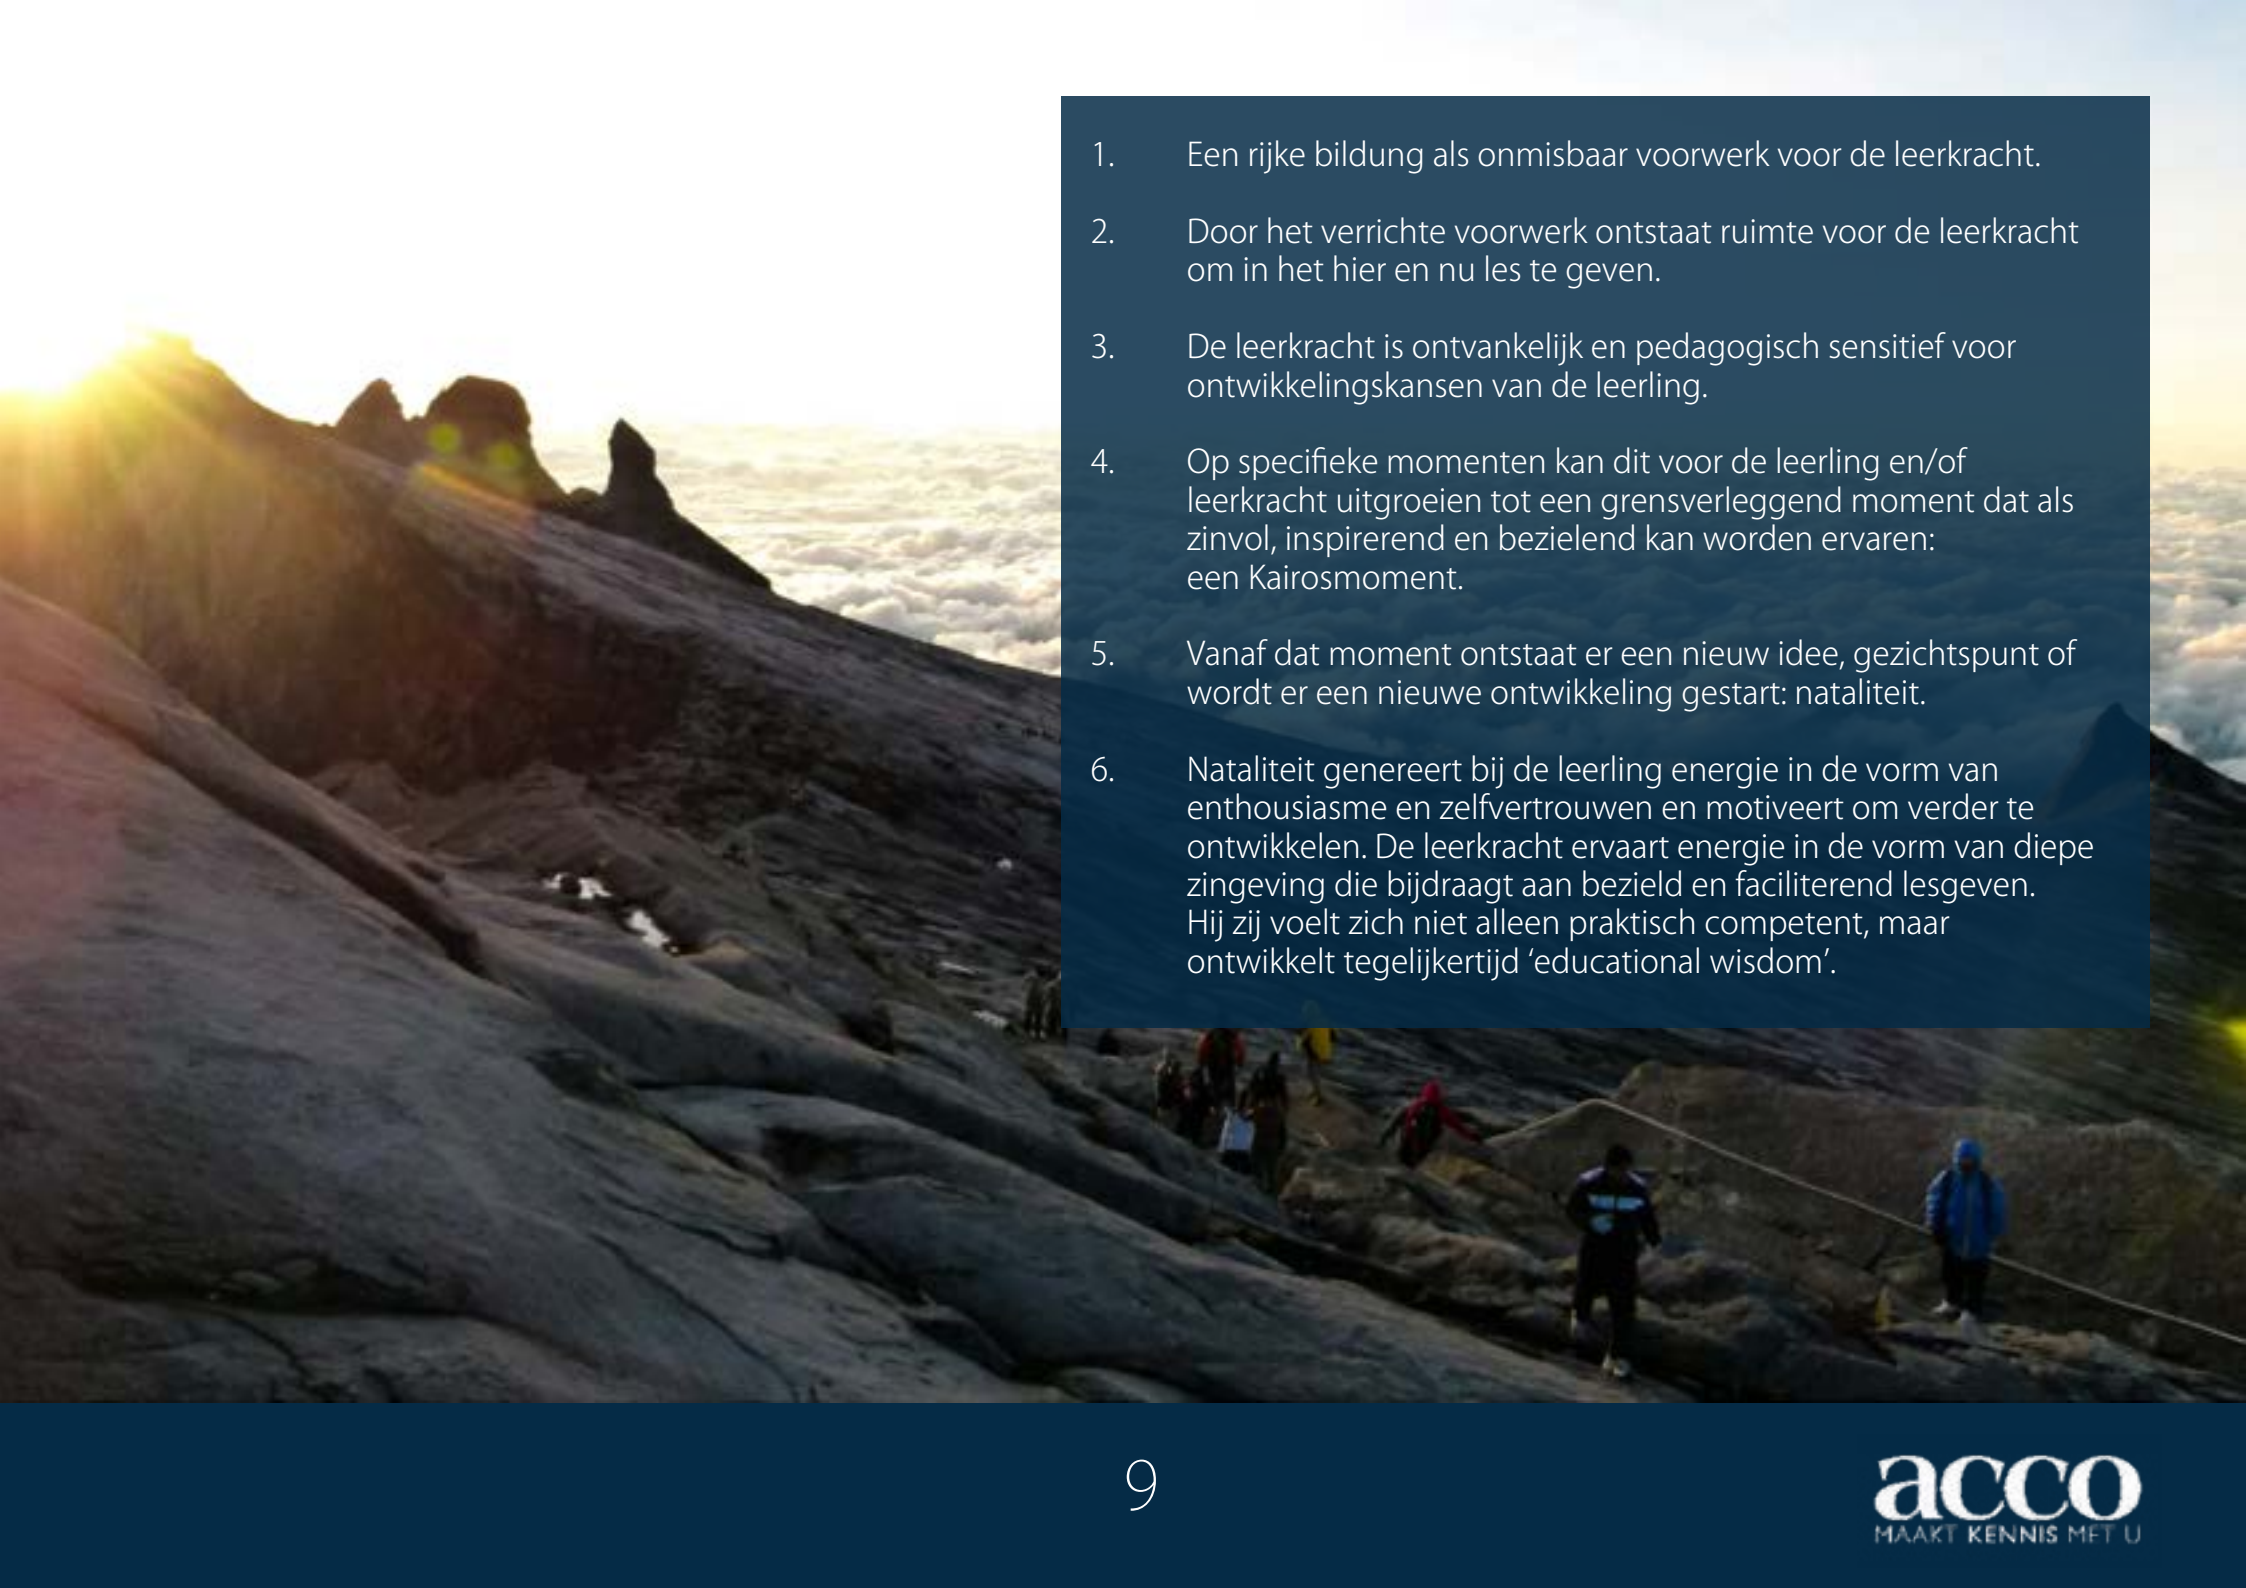 1. Een rijke bildung als onmisbaar voorwerk voor de leerkracht.
2. Door het verrichte voorwerk ontstaat ruimte voor de leerkracht
om in het hier en nu les te geven.
3. De leerkracht is ontvankelijk en pedagogisch sensitief voor
ontwikkelingskansen van de leerling.
4. Op specifieke momenten kan dit voor de leerling en/of
leerkracht uitgroeien tot een grensverleggend moment dat als
zinvol, inspirerend en bezielend kan worden ervaren:
een Kairosmoment.
5. Vanaf dat moment ontstaat er een nieuw idee, gezichtspunt of
wordt er een nieuwe ontwikkeling gestart: nataliteit.
6. Nataliteit genereert bij de leerling energie in de vorm van
enthousiasme en zelfvertrouwen en motiveert om verder te
ontwikkelen. De leerkracht ervaart energie in de vorm van diepe
zingeving die bijdraagt aan bezield en faciliterend lesgeven.
Hij zij voelt zich niet alleen praktisch competent, maar
ontwikkelt tegelijkertijd ‘educational wisdom’.
9
acco
MAAKT KENNIS MET U